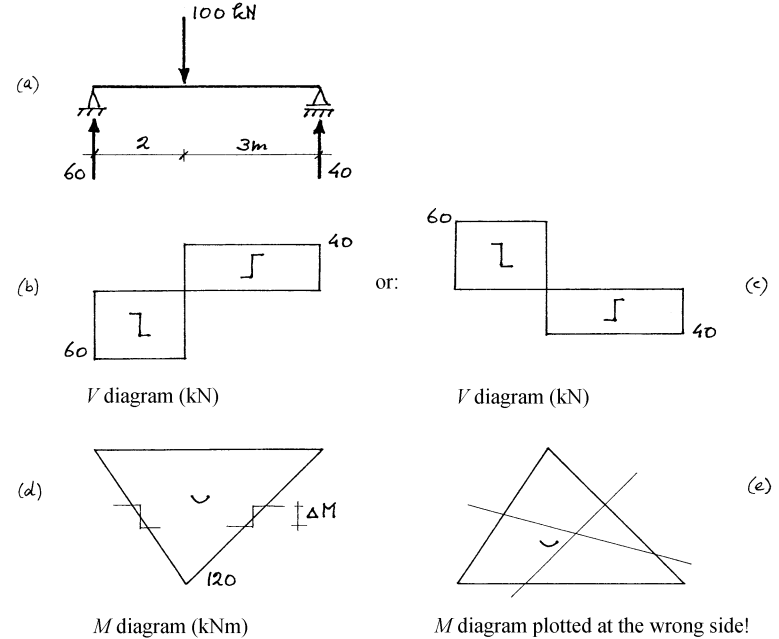 100 kN
(a)
2
3m
60
40
60
40
(b)
or:
(c)
60
40
V diagram (kN)
V diagram (kN)
(d)
(e)
ΔM
120
M diagram (kNm)
M diagram plotted at the wrong side!